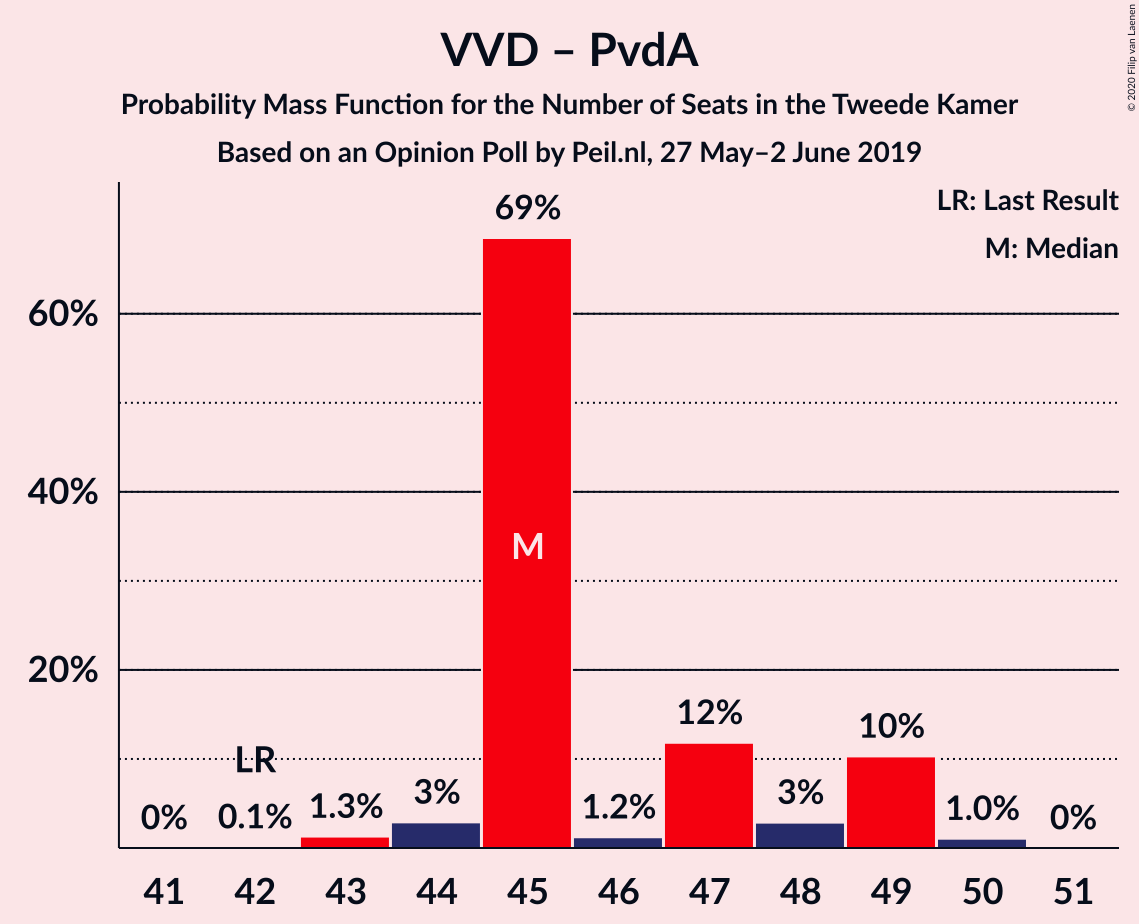 VVD – PvdA
Probability Mass Function for the Number of Seats in the Tweede Kamer
Based on an Opinion Poll by Peil.nl, 27 May–2 June 2019
© 2020 Filip van Laenen
LR: Last Result
M: Median
60%
40%
20%
0%
LR
0.1%
1.3%
3%
69%
M
1.2%
12%
3%
10%
1.0%
0%
41 42 43 44 45 46 47 48 49 50 51